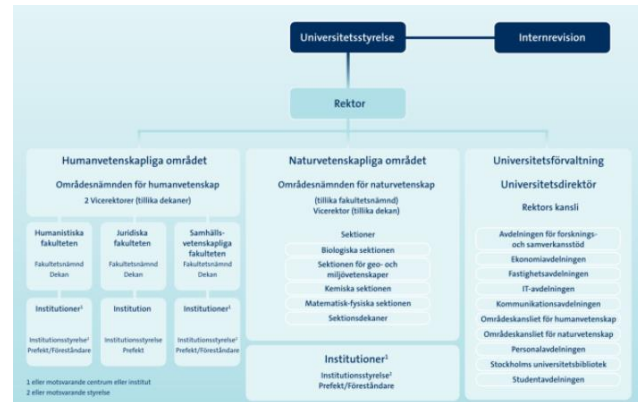 Universitetsstyrelse
Internrevision
Rektor
Humanvetenskapliga området
Områdesnämnden för humanvetenskap
2 Vicerektorer (tillika dekaner)
Humanistiska
fakulteten
Fakultetsnämnd
Dekan
Juridiska
fakulteten
Fakultetsnämnd
Dekan
Samhälls-
vetenskapliga
fakulteten
Fakultetsnämnd
Dekan
Institutioner¹
Institutionsstyrelse²
Prefekt/Föreståndare
Institution
Institutionsstyrelse
Prefekt
Institutioner¹
Institutionsstyrelse²
Prefekt/Föreståndare
1 eller motsvarande centrum eller institut
2 eller motsvarande styrelse
Naturvetenskapliga området
Områdesnämnden för naturvetenskap
(tillika fakultetsnämnd)
Vicerektor (tillika dekan)
Sektioner
Biologiska sektionen
Sektionen för geo- och
miljövetenskaper
Kemiska sektionen
Matematisk-fysiska sektionen
Sektionsdekaner
Institutioner¹
Institutionsstyrelse²
Prefekt/Föreståndare
Universitetsförvaltning
Universitetsdirektör
Rektors kansli
Avdelningen för forsknings-
och samverkansstöd
Ekonomiavdelningen
Fastighetsavdelningen
IT-avdelningen
Kommunikationsavdelningen
Områdeskansliet för humanvetenskap
Områdeskansliet för naturvetenskap
Personalavdelningen
Stockholms universitetsbibliotek
Studentavdelningen